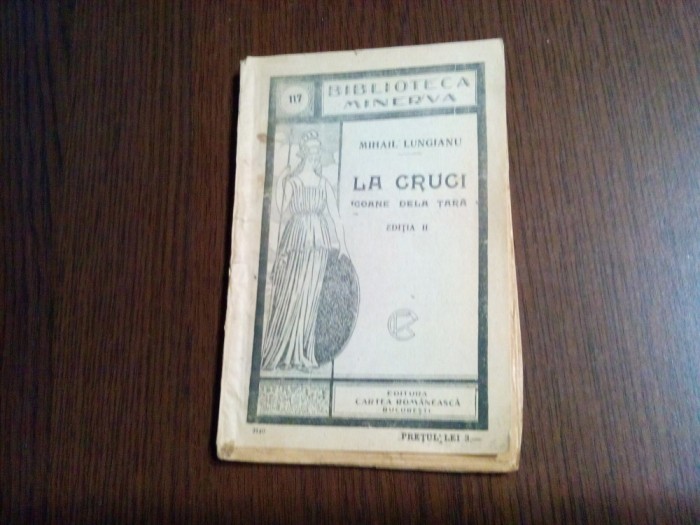 117
BIBLIOTECA
MINERVA
MIHAIL LUNGIANU
LA CRUCI
ICOANE DELA ȚARĂ
EDIȚIA II
EDITURA
CARTEA ROMÂNEASCĂ
BUCUREȘTI
PREȚUL LEI 3.—